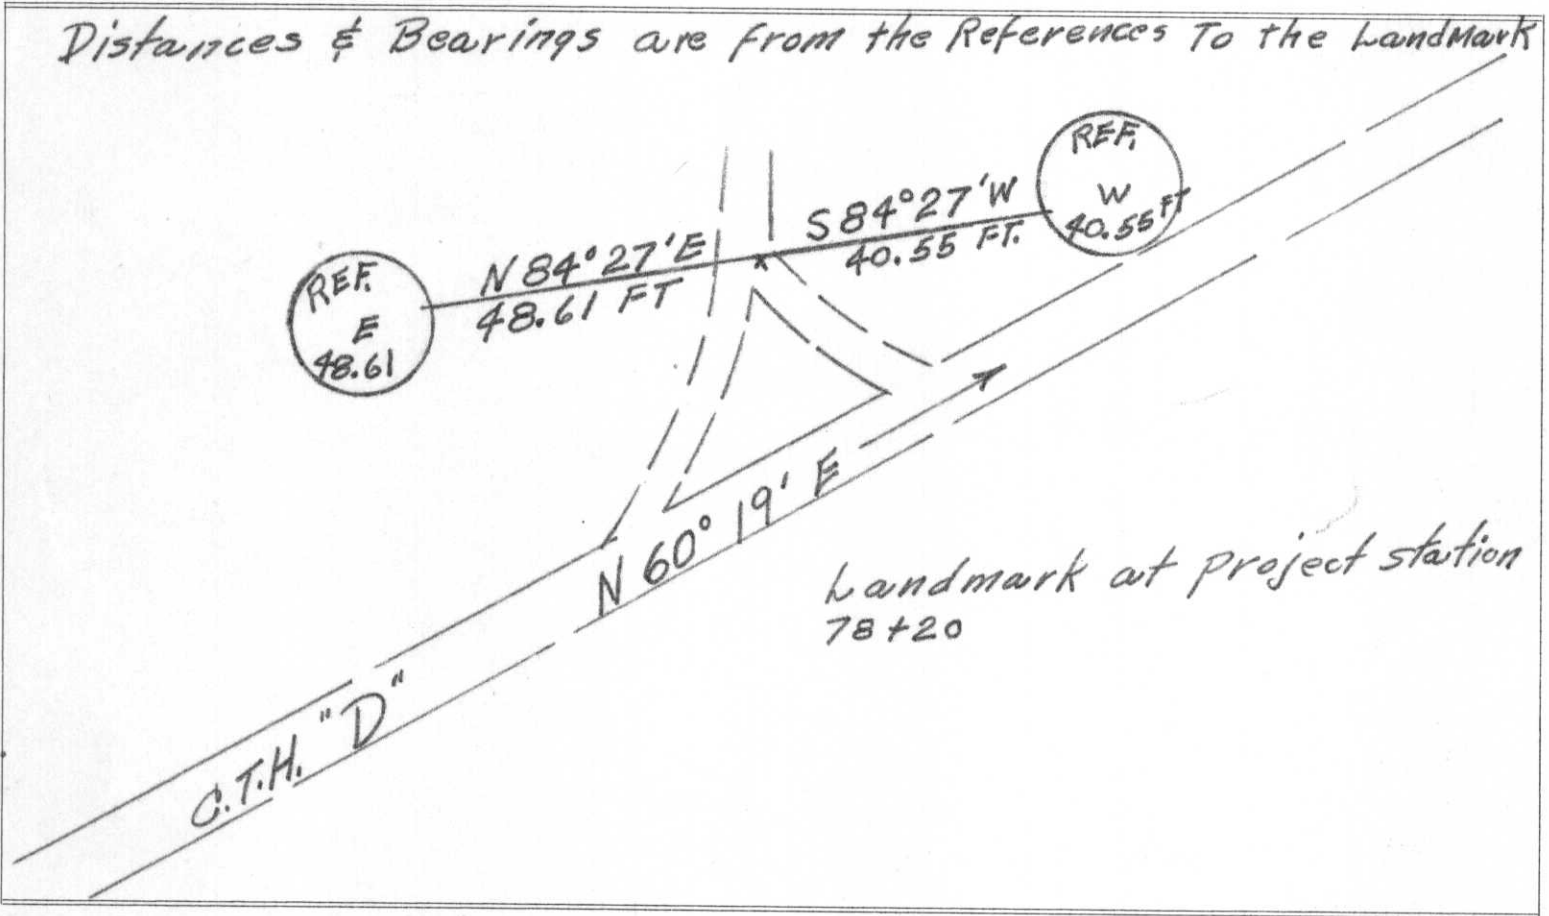 Distances & Bearings are from the References To the Landmark
REF.
W
40.55 FT
S 84° 27' W
40.55 FT.
N 84° 27' E
48.61 FT
REF.
E
48.61
N 60° 19' E
Landmark at project station
78+20
C.T.H. "D"